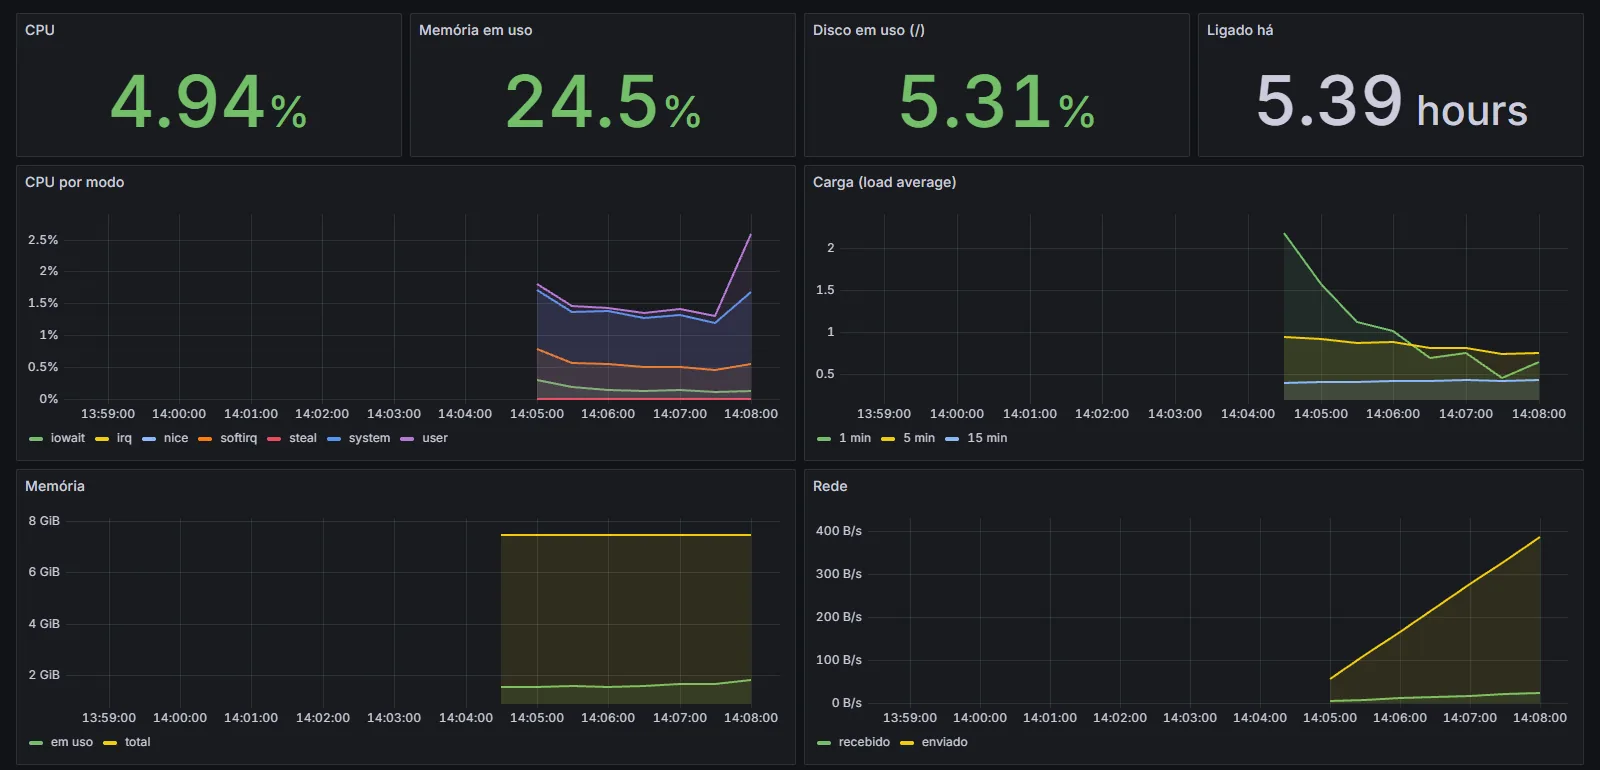 CPU
4.94%
Memória em uso
24.5%
Disco em uso (/)
5.31%
Ligado há
5.39 hours
CPU por modo
2.5%
2%
1.5%
1%
0.5%
0%
13:59:00 14:00:00 14:01:00 14:02:00 14:03:00 14:04:00 14:05:00 14:06:00 14:07:00 14:08:00
iowait irq nice softirq steal system user
Carga (load average)
2
1.5
1
0.5
13:59:00 14:00:00 14:01:00 14:02:00 14:03:00 14:04:00 14:05:00 14:06:00 14:07:00 14:08:00
1 min 5 min 15 min
Memória
8 GiB
6 GiB
4 GiB
2 GiB
13:59:00 14:00:00 14:01:00 14:02:00 14:03:00 14:04:00 14:05:00 14:06:00 14:07:00 14:08:00
em uso total
Rede
400 B/s
300 B/s
200 B/s
100 B/s
0 B/s
13:59:00 14:00:00 14:01:00 14:02:00 14:03:00 14:04:00 14:05:00 14:06:00 14:07:00 14:08:00
recebido enviado